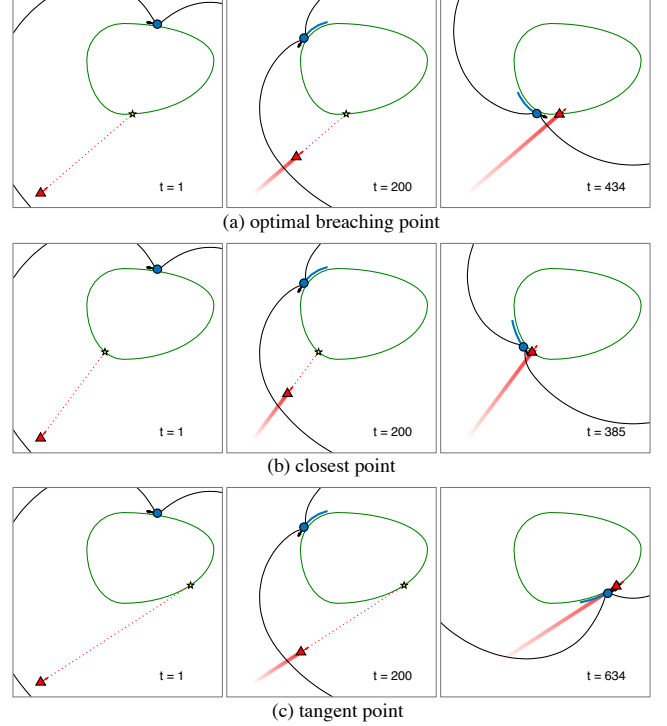 t = 1 t = 200 t = 434
(a) optimal breaching point
t = 1 t = 200 t = 385
(b) closest point
t = 1 t = 200 t = 634
(c) tangent point